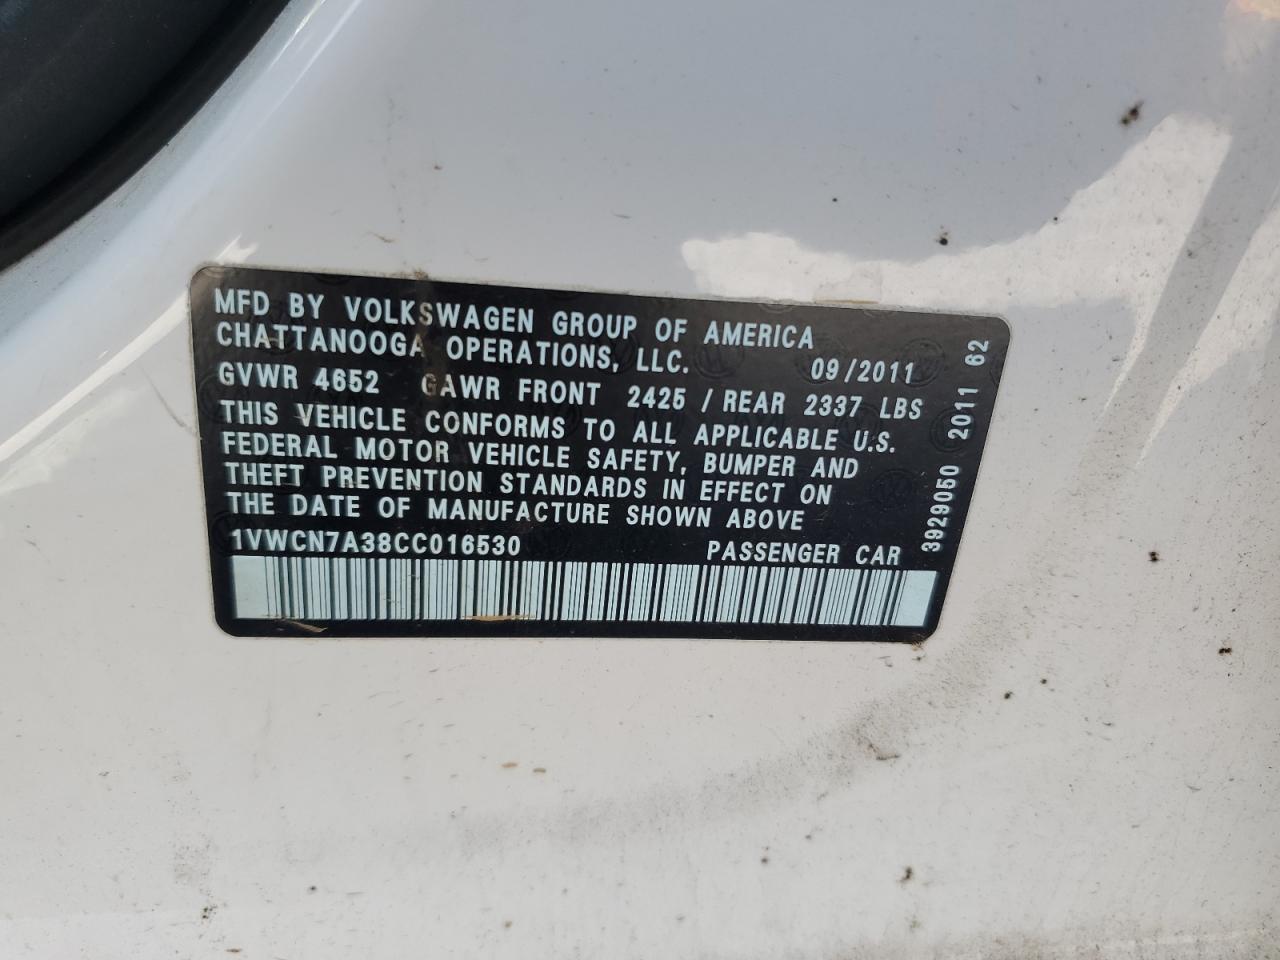 MFD BY VOLKSWAGEN GROUP OF AMERICA
CHATTANOOGA OPERATIONS, LLC. 09/2011
GVWR 4652 GAWR FRONT 2425 / REAR 2337 LBS
THIS VEHICLE CONFORMS TO ALL APPLICABLE U.S.
FEDERAL MOTOR VEHICLE SAFETY, BUMPER AND
THEFT PREVENTION STANDARDS IN EFFECT ON
THE DATE OF MANUFACTURE SHOWN ABOVE
1VWCN7A38CC016530 PASSENGER CAR
3929050 2011 62